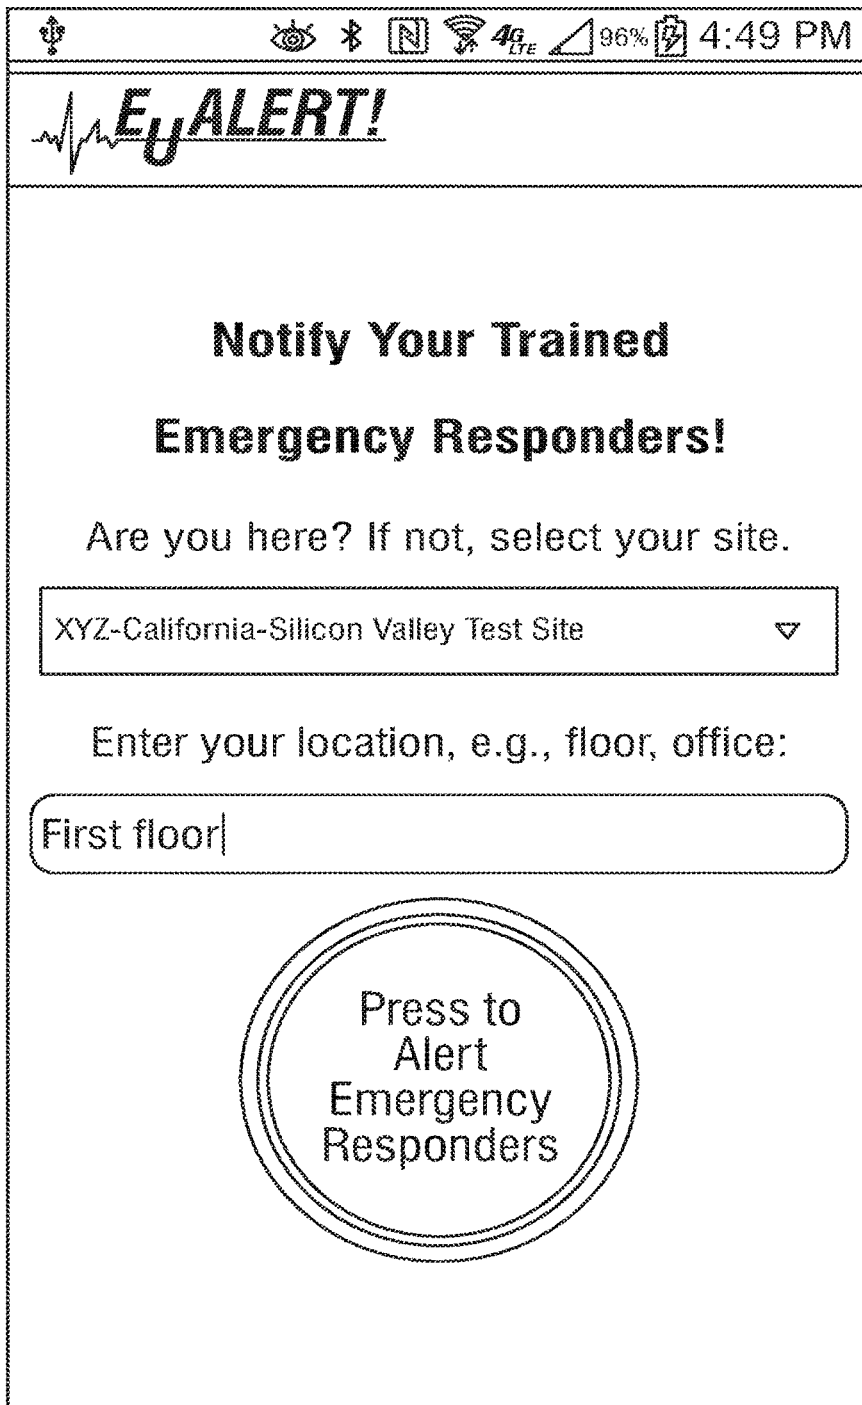 4G LTE 96% 4:49 PM
EUALERT!
Notify Your Trained
Emergency Responders!
Are you here? If not, select your site.
XYZ-California-Silicon Valley Test Site
Enter your location, e.g., floor, office:
First floor
Press to
Alert
Emergency
Responders